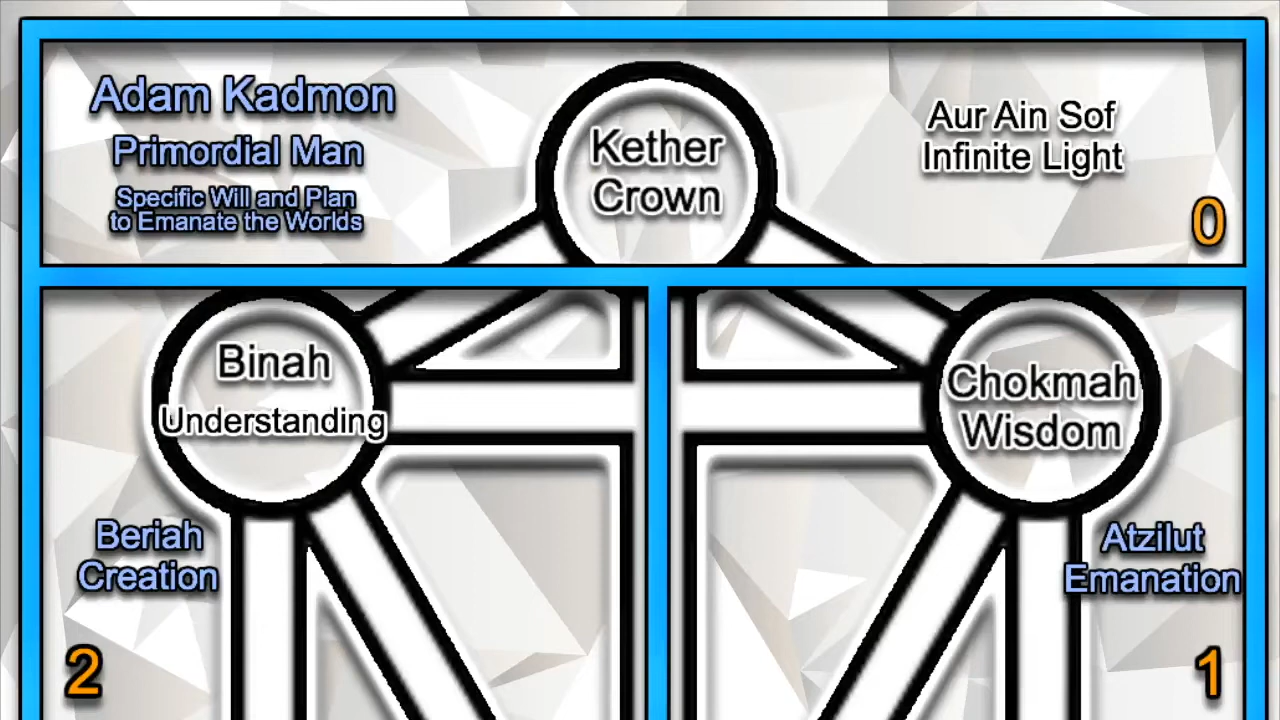 Adam Kadmon
Primordial Man
Specific Will and Plan
to Emanate the Worlds
Kether
Crown
Aur Ain Sof
Infinite Light
0
Binah
Understanding
Beriah
Creation
2
Chokmah
Wisdom
Atzilut
Emanation
1